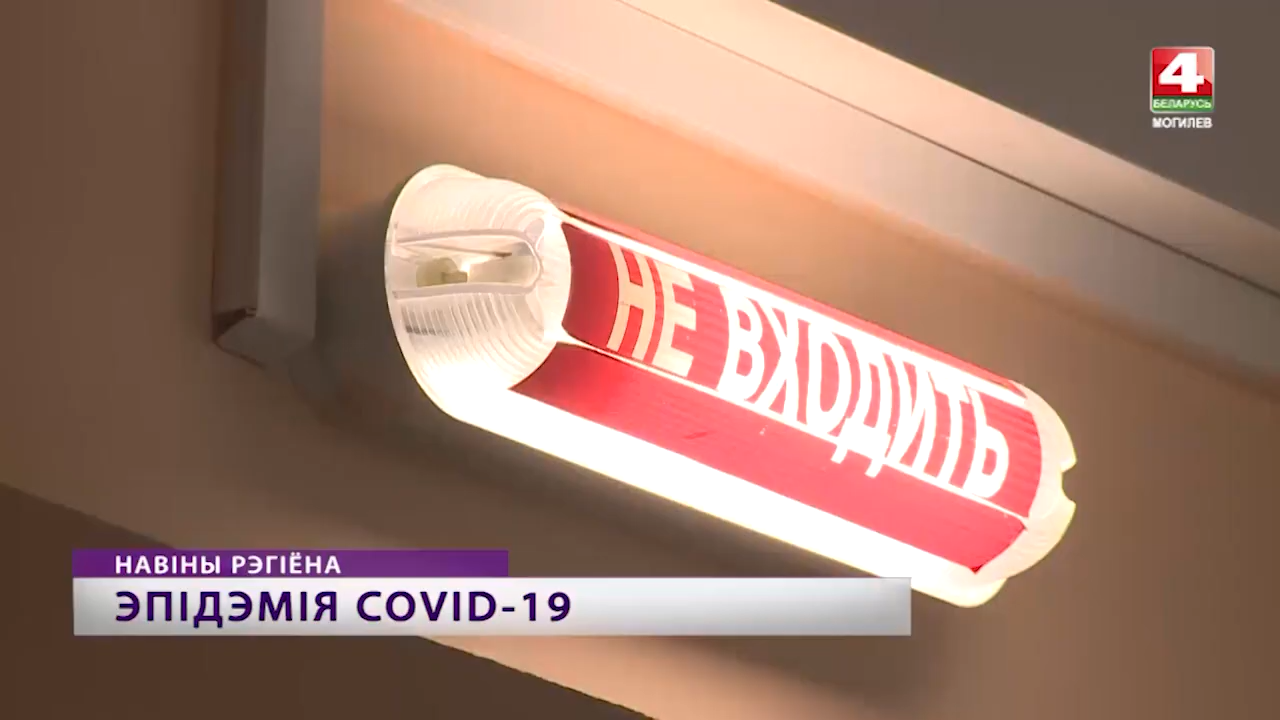 4
БЕЛАРУСЬ
МОГИЛЕВ
НЕ ВХОДИТЬ
НАВІНЫ РЭГІЁНА
ЭПІДЭМІЯ COVID-19